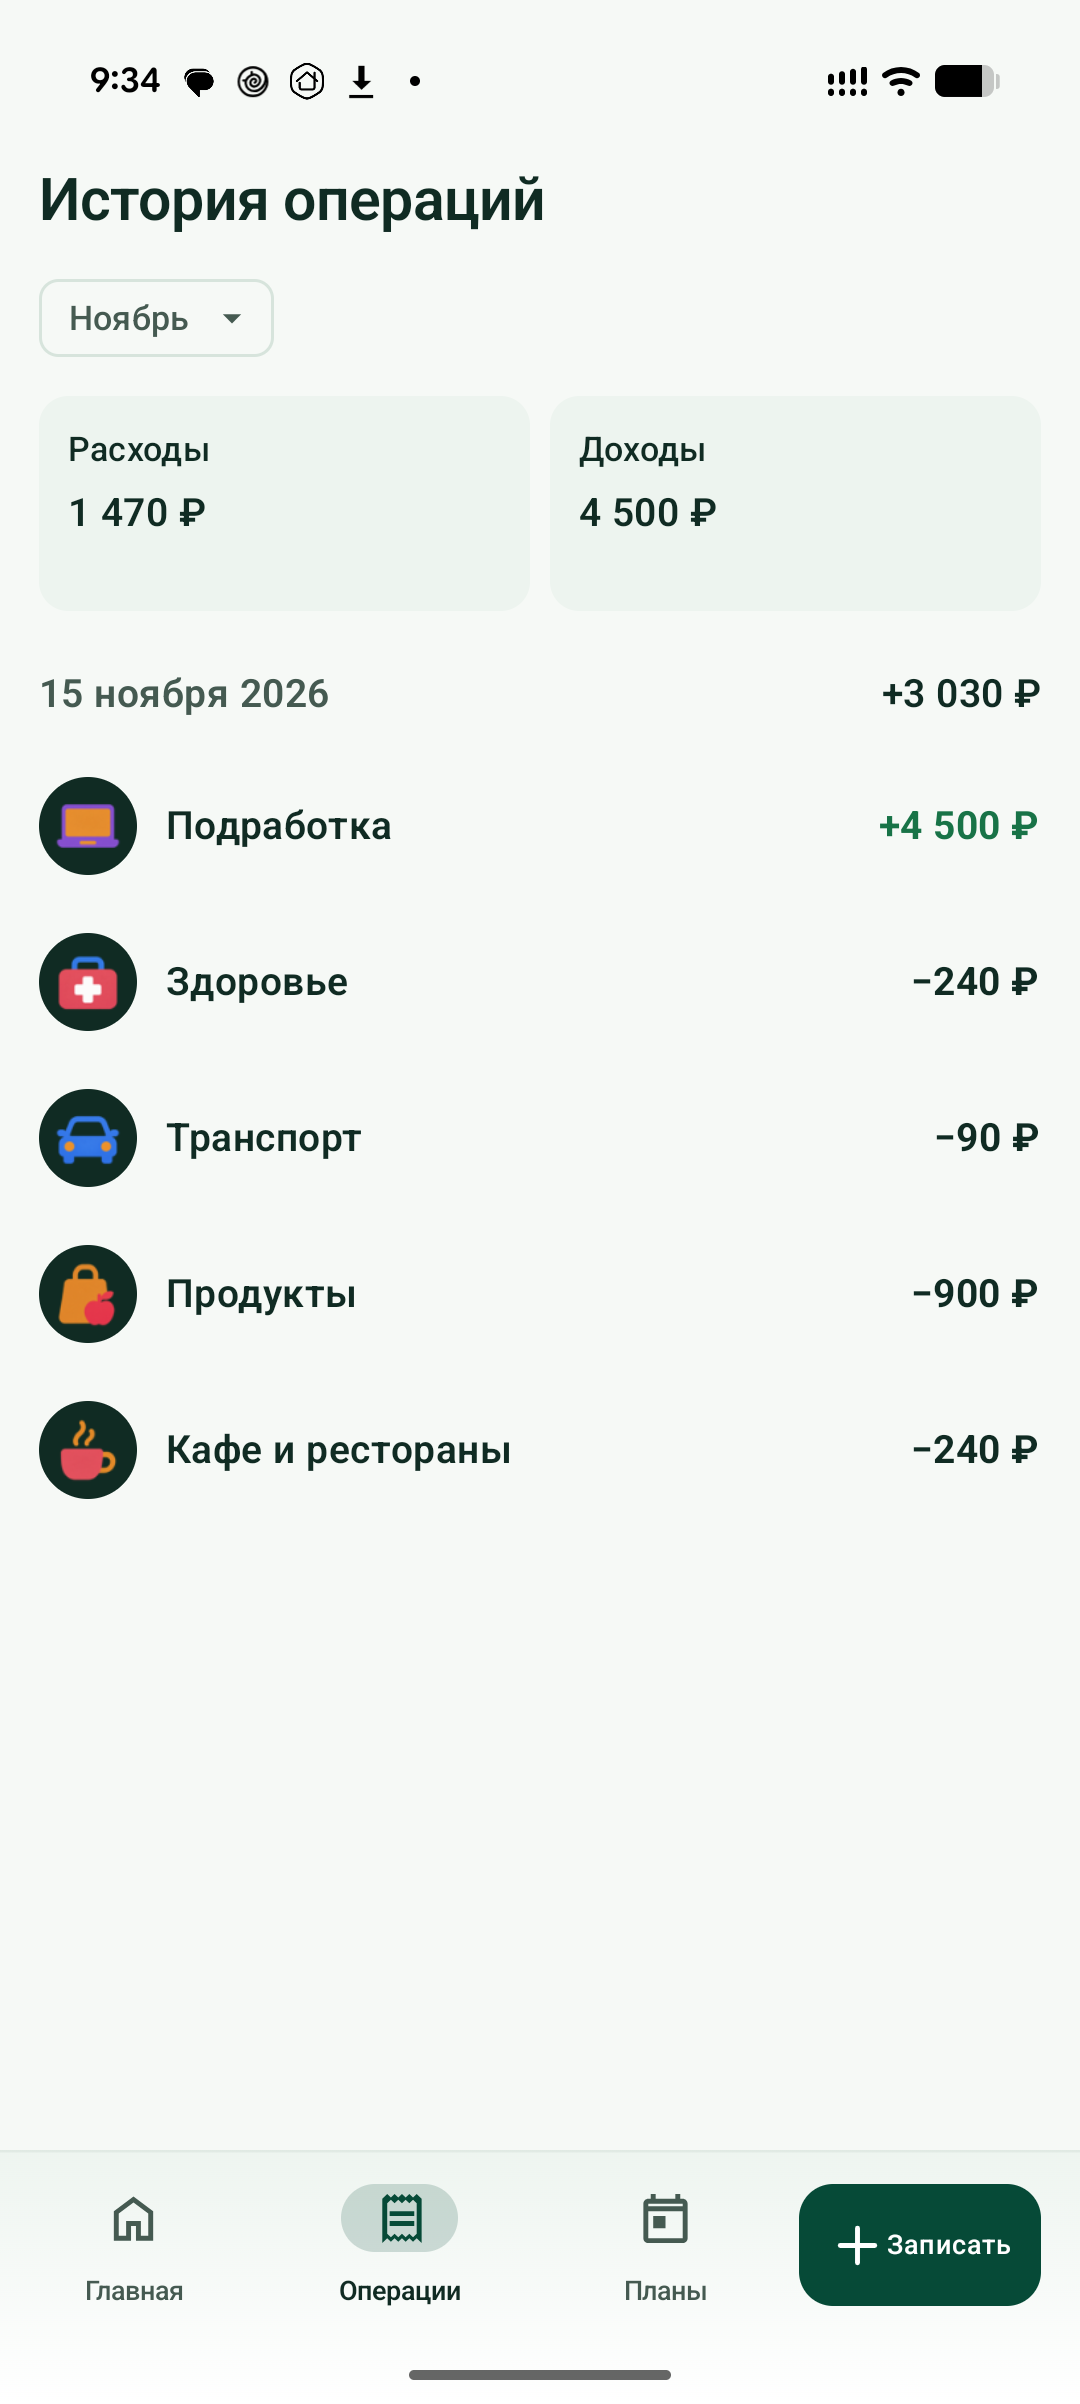 9:34
История операций
Ноябрь
Расходы
1 470 ₽
Доходы
4 500 ₽
15 ноября 2026
+3 030 ₽
Подработка
+4 500 ₽
Здоровье
−240 ₽
Транспорт
−90 ₽
Продукты
−900 ₽
Кафе и рестораны
−240 ₽
Главная
Операции
Планы
Записать